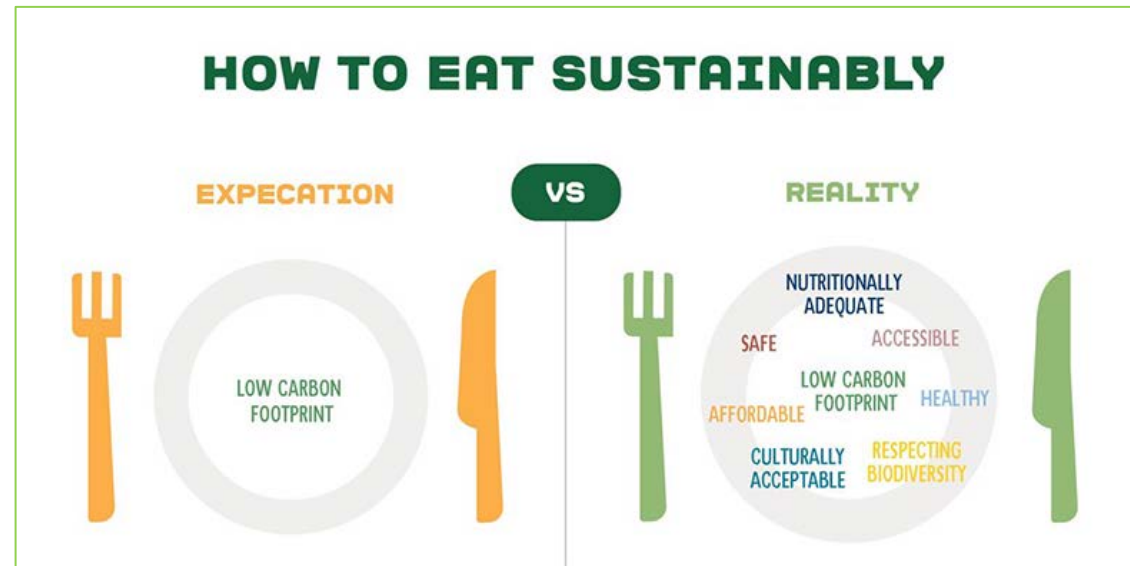 HOW TO EAT SUSTAINABLY
EXPECATION
VS
REALITY
LOW CARBON
FOOTPRINT
NUTRITIONALLY
ADEQUATE
SAFE
ACCESSIBLE
LOW CARBON
FOOTPRINT
HEALTHY
AFFORDABLE
CULTURALLY
ACCEPTABLE
RESPECTING
BIODIVERSITY